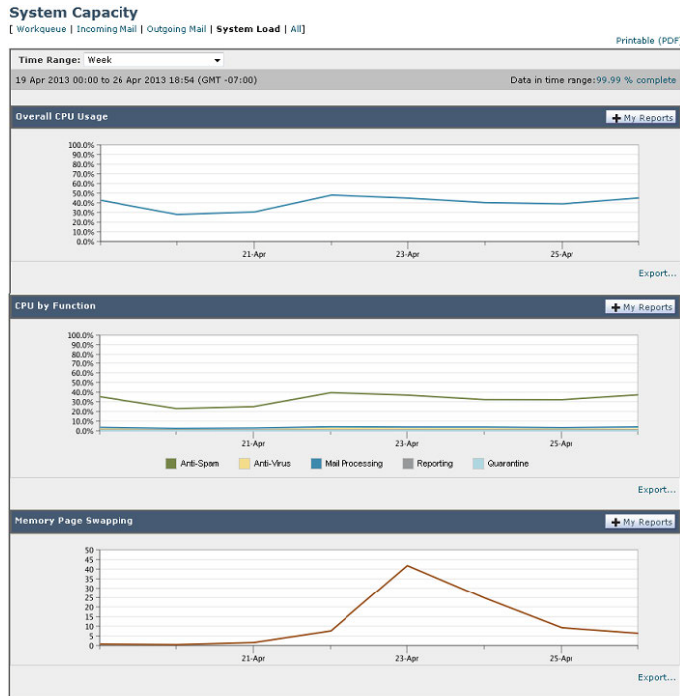 System Capacity
[ Workqueue | Incoming Mail | Outgoing Mail | System Load | All]
Printable (PDF
Time Range: Week
19 Apr 2013 00:00 to 26 Apr 2013 18:54 (GMT -07:00) Data in time range:99.99 % complete
Overall CPU Usage + My Reports
100.0%
90.0%
80.0%
70.0%
60.0%
50.0%
40.0%
30.0%
20.0%
10.0%
0.0%
21-Apr 23-Apr 25-Apr
Export...
CPU by Function + My Reports
100.0%
90.0%
80.0%
70.0%
60.0%
50.0%
40.0%
30.0%
20.0%
10.0%
0.0%
21-Apr 23-Apr 25-Apr
Anti-Spam Anti-Virus Mail Processing Reporting Quarantine
Export...
Memory Page Swapping + My Reports
50
45
40
35
30
25
20
15
10
5
0
21-Apr 23-Apr 25-Apr
Export...